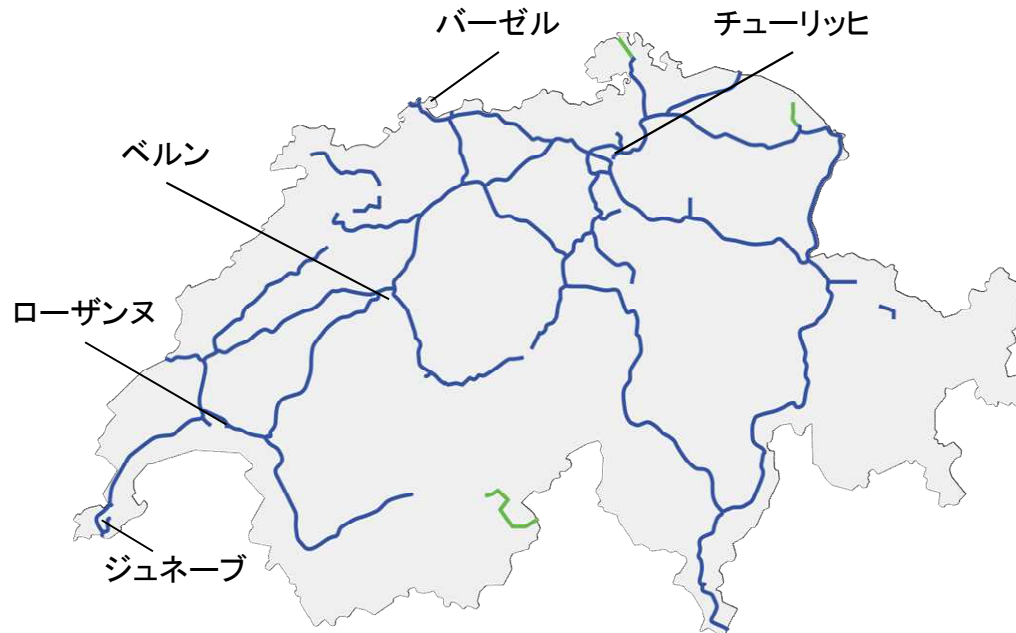 バーゼル
チューリッヒ
ベルン
ローザンヌ
ジュネーブ